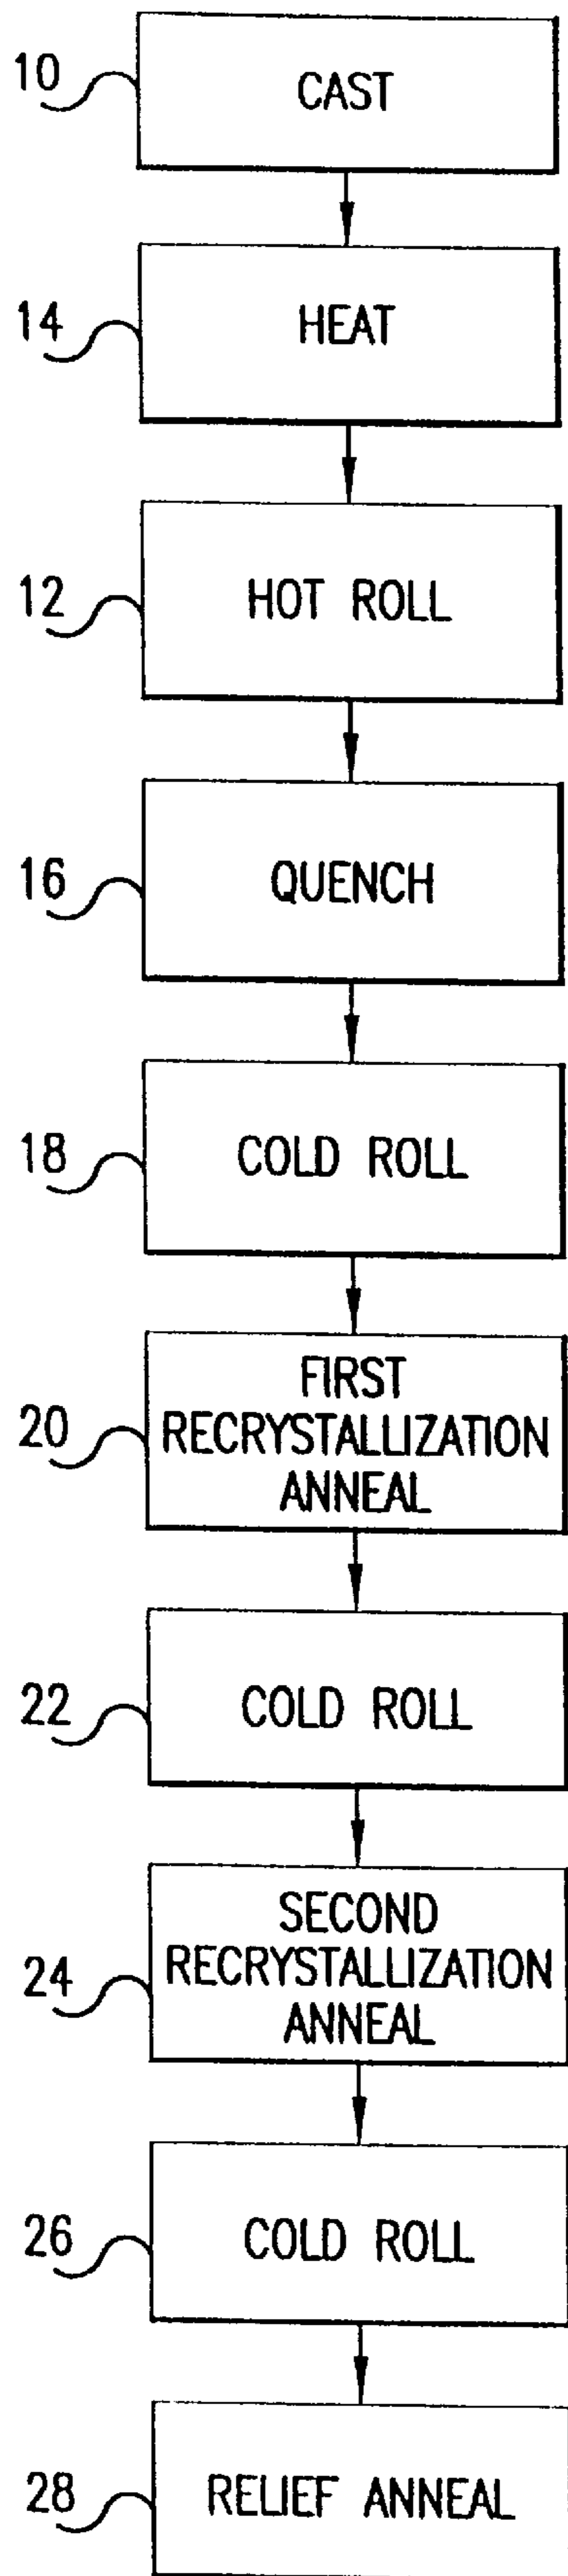 10
CAST
14
HEAT
12
HOT ROLL
16
QUENCH
18
COLD ROLL
20
FIRST
RECRYSTALLIZATION
ANNEAL
22
COLD ROLL
24
SECOND
RECRYSTALLIZATION
ANNEAL
26
COLD ROLL
28
RELIEF ANNEAL